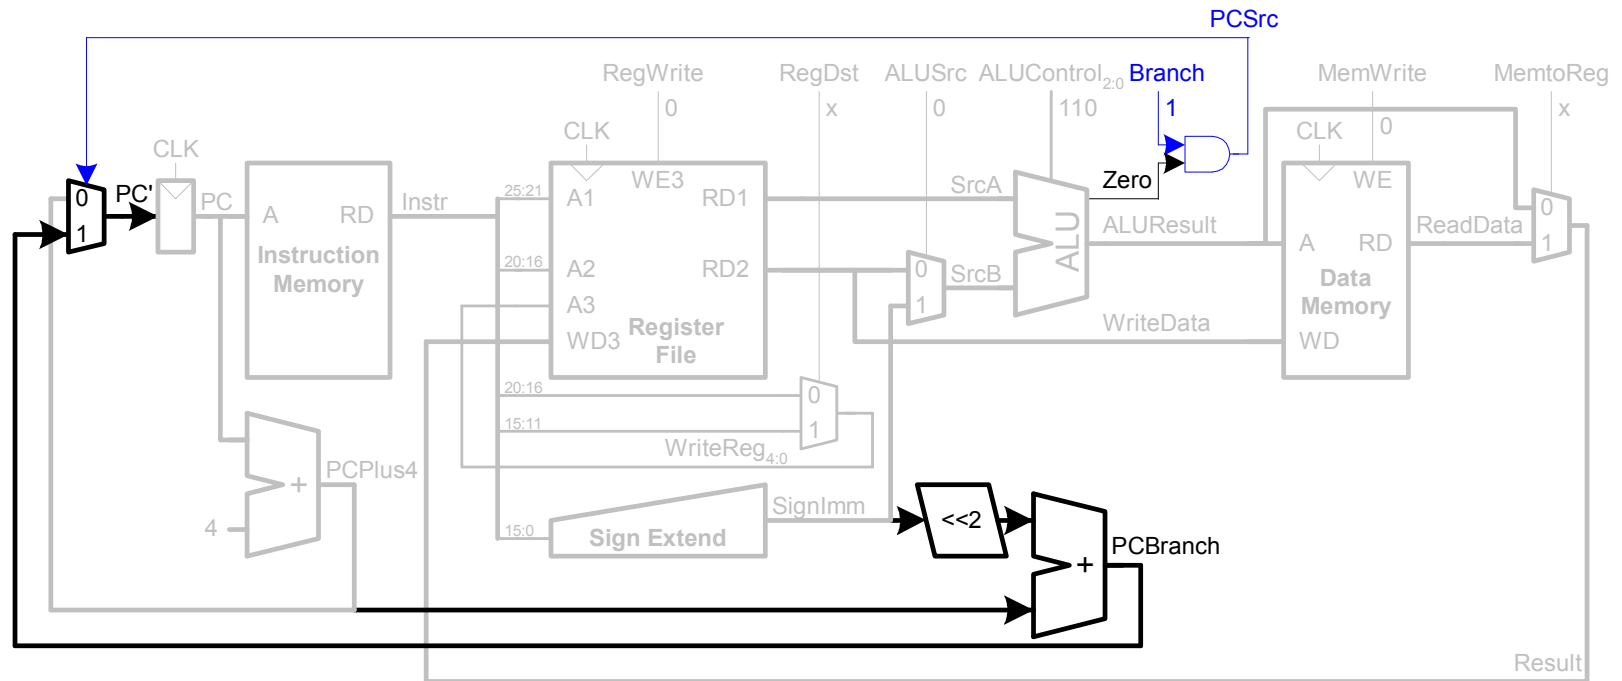 PCSrc
RegWrite RegDst ALUSrc ALUControl2:0 Branch MemWrite MemtoReg
0 x 0 110 1 0 x
CLK CLK CLK
PC' PC Instr
0
1
A RD
Instruction
Memory
25:21 A1 WE3 RD1
20:16 A2 RD2
A3
WD3
Register
File
SrcA
0
1
SrcB
ALU
Zero
ALUResult
WriteData
WE
A RD
Data
Memory
WD
ReadData
0
1
20:16 0
15:11 1
WriteReg4:0
PCPlus4
+
4
15:0 Sign Extend SignImm
<<2
+
PCBranch
Result